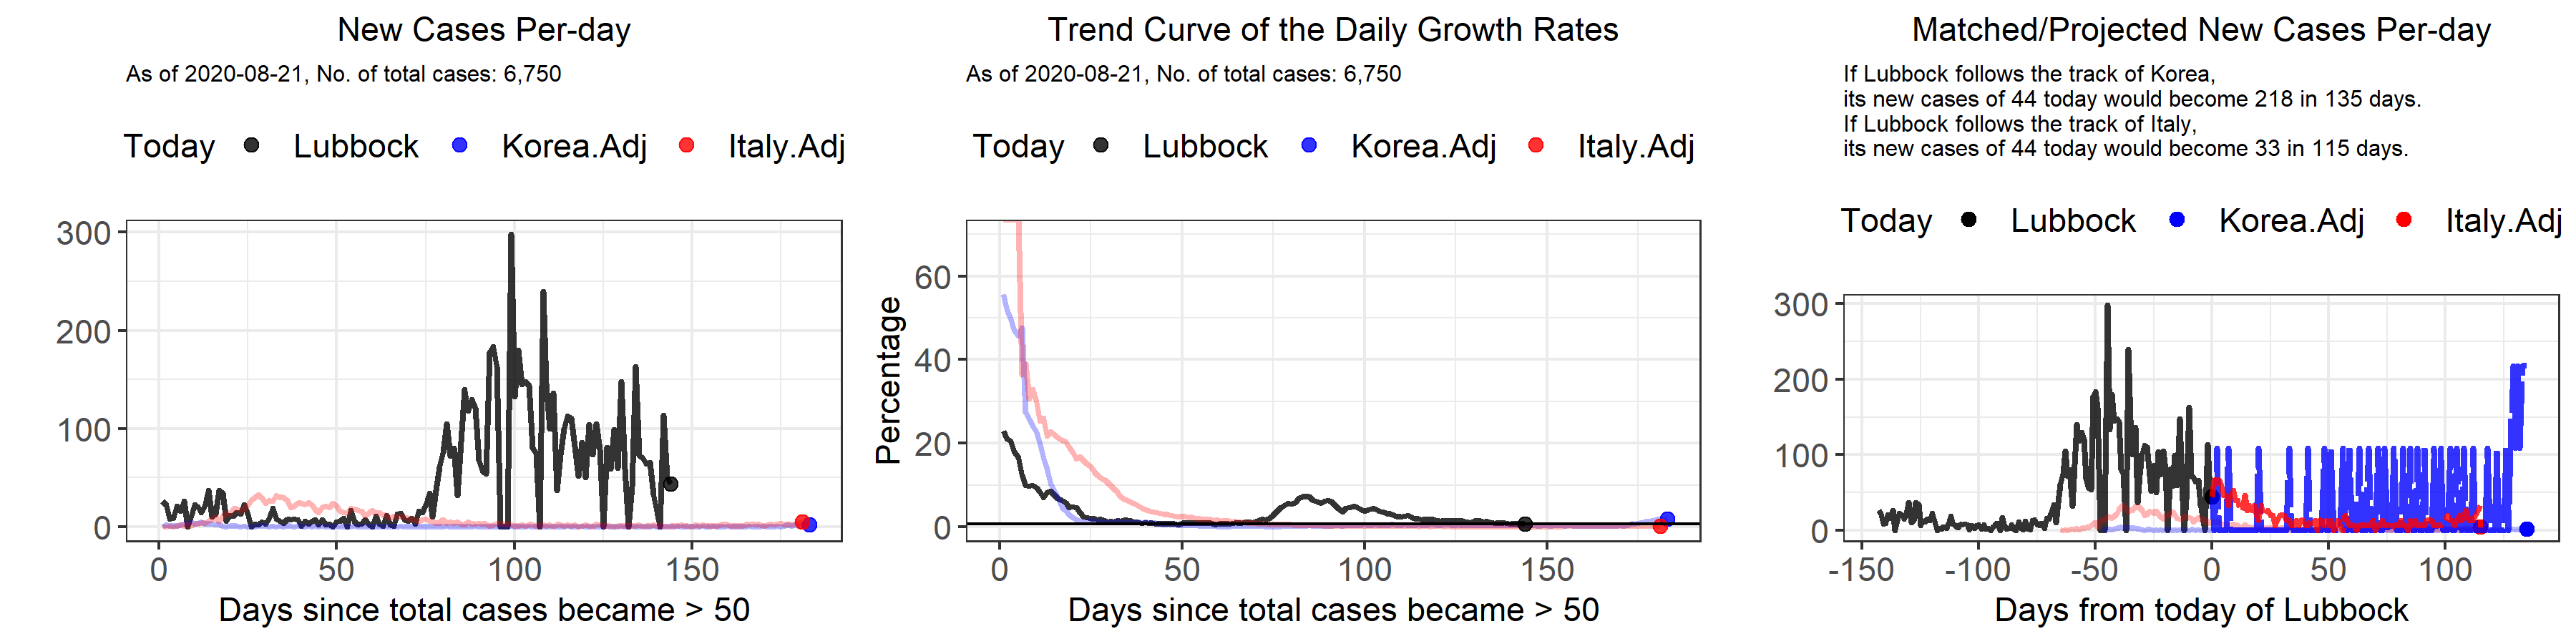 New Cases Per-day
As of 2020-08-21, No. of total cases: 6,750
Today Lubbock Korea.Adj Italy.Adj
300
200
100
0
0 50 100 150
Days since total cases became > 50
Trend Curve of the Daily Growth Rates
As of 2020-08-21, No. of total cases: 6,750
Today Lubbock Korea.Adj Italy.Adj
Percentage
60
40
20
0
0 50 100 150
Days since total cases became > 50
Matched/Projected New Cases Per-day
If Lubbock follows the track of Korea,
its new cases of 44 today would become 218 in 135 days.
If Lubbock follows the track of Italy,
its new cases of 44 today would become 33 in 115 days.
Today Lubbock Korea.Adj Italy.Adj
300
200
100
0
-150 -100 -50 0 50 100
Days from today of Lubbock